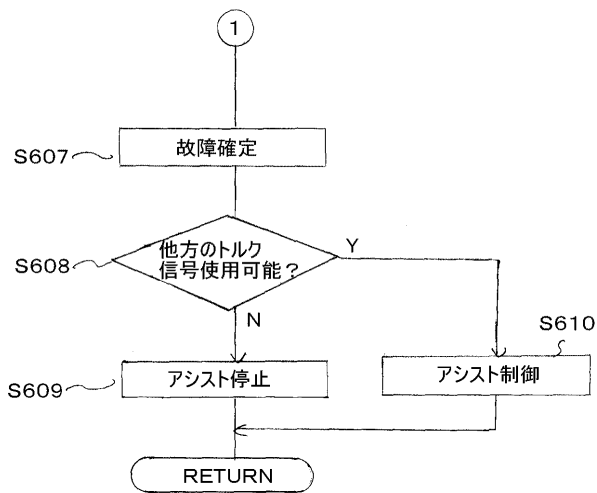 1
S607
故障確定
S608
他方のトルク
信号使用可能？
Y
N
S610
S609
アシスト停止
アシスト制御
RETURN